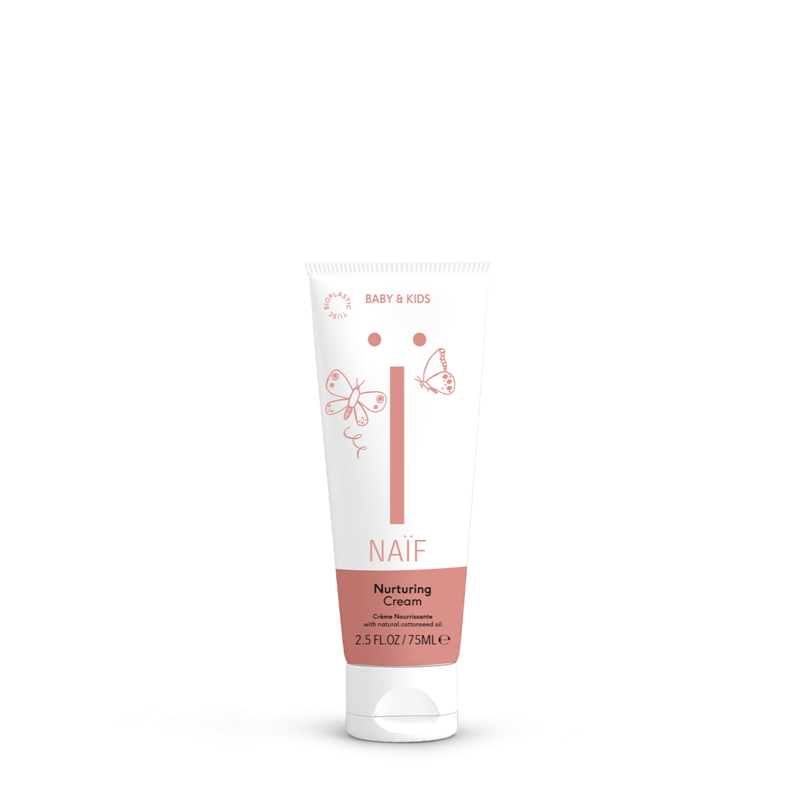 BIOPLASTIC TUBE
BABY & KIDS
Ï
NAÏF
Nurturing
Cream
Crème Nourrissante
with natural cottonseed oil
2.5 FL.OZ / 75ML ℮